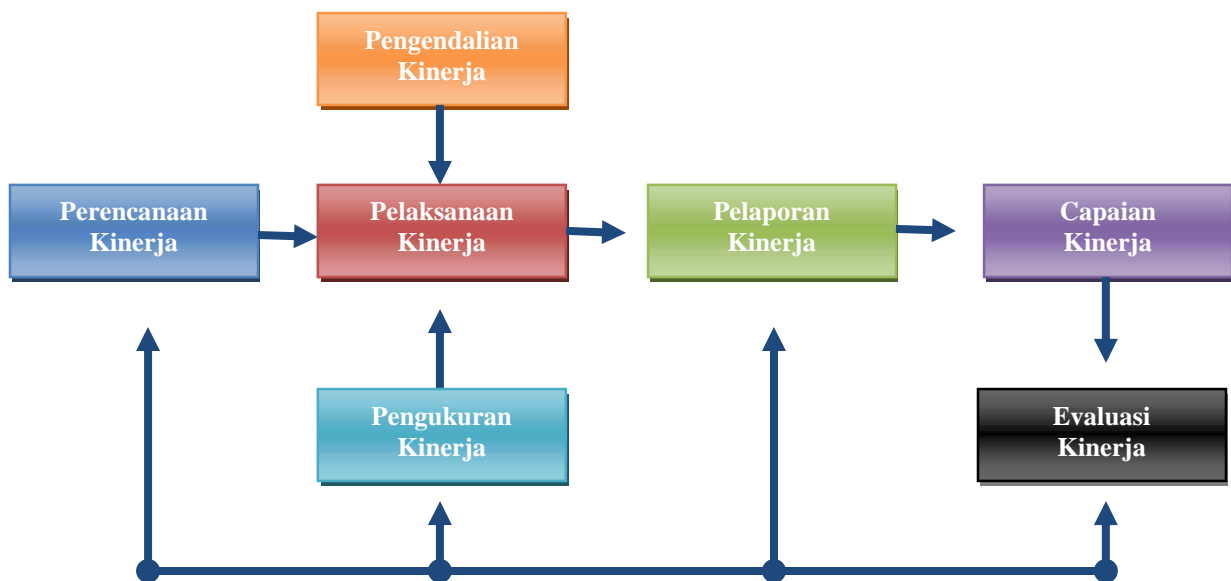 Pengendalian
Kinerja
Perencanaan
Kinerja
Pelaksanaan
Kinerja
Pelaporan
Kinerja
Capaian
Kinerja
Pengukuran
Kinerja
Evaluasi
Kinerja